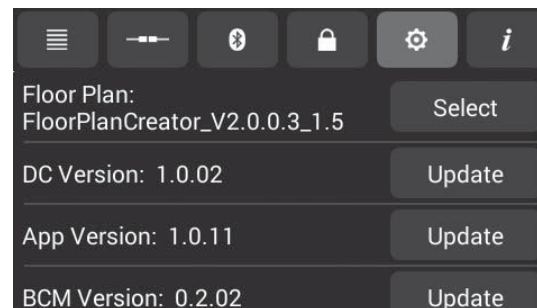 i
Floor Plan:
FloorPlanCreator_V2.0.0.3_1.5
Select
DC Version: 1.0.02
Update
App Version: 1.0.11
Update
BCM Version: 0.2.02
Update